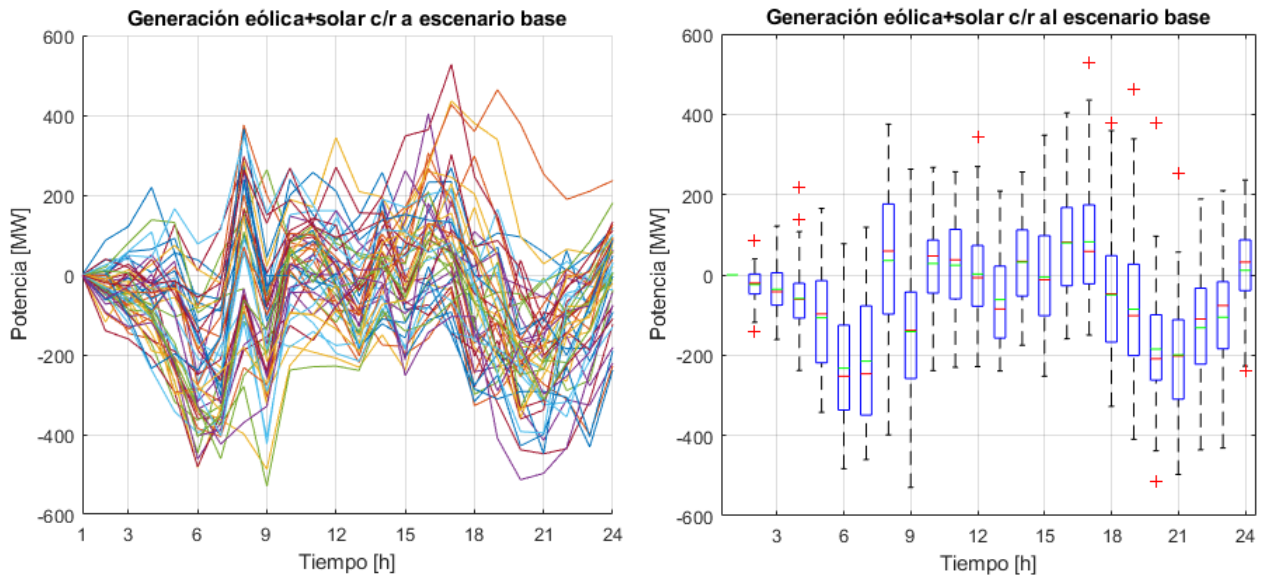 Generación eólica+solar c/r a escenario base
600
400
200
0
-200
-400
-600
Potencia [MW]
1 3 6 9 12 15 18 21 24
Tiempo [h]
Generación eólica+solar c/r al escenario base
600
400
200
0
-200
-400
-600
Potencia [MW]
3 6 9 12 15 18 21 24
Tiempo [h]